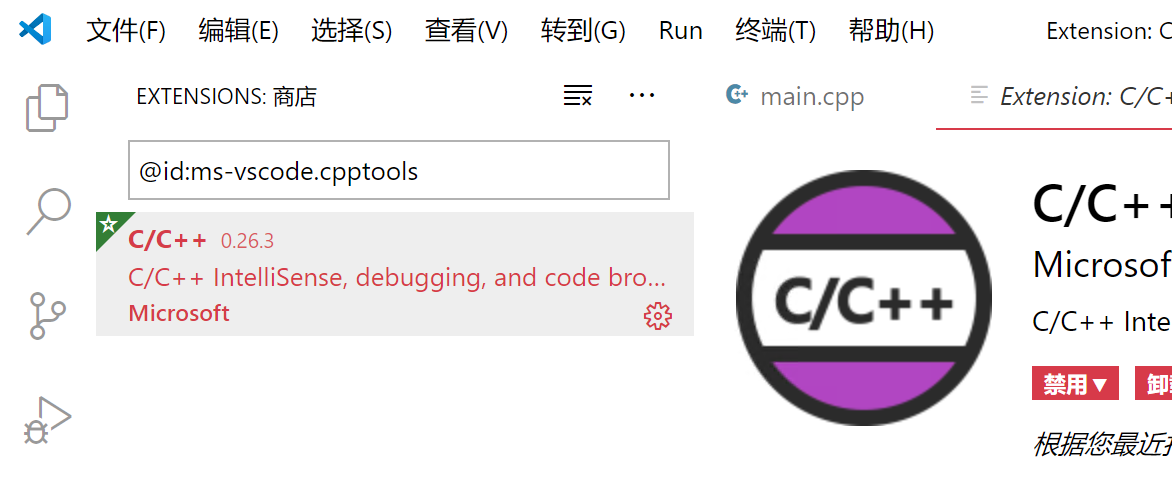 文件(F) 编辑(E) 选择(S) 查看(V) 转到(G) Run 终端(T) 帮助(H) Extension: C
EXTENSIONS: 商店
main.cpp
Extension: C/C+
@id:ms-vscode.cpptools
C/C++ 0.26.3
C/C++ IntelliSense, debugging, and code bro...
Microsoft
C/C++
C/C++
Microsof
C/C++ Inte
禁用
卸
根据您最近